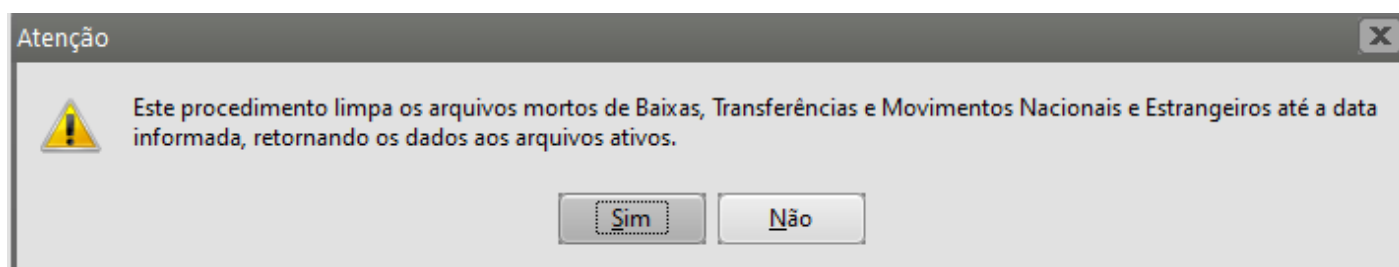 Atenção
Este procedimento limpa os arquivos mortos de Baixas, Transferências e Movimentos Nacionais e Estrangeiros até a data
informada, retornando os dados aos arquivos ativos.
Sim
Não